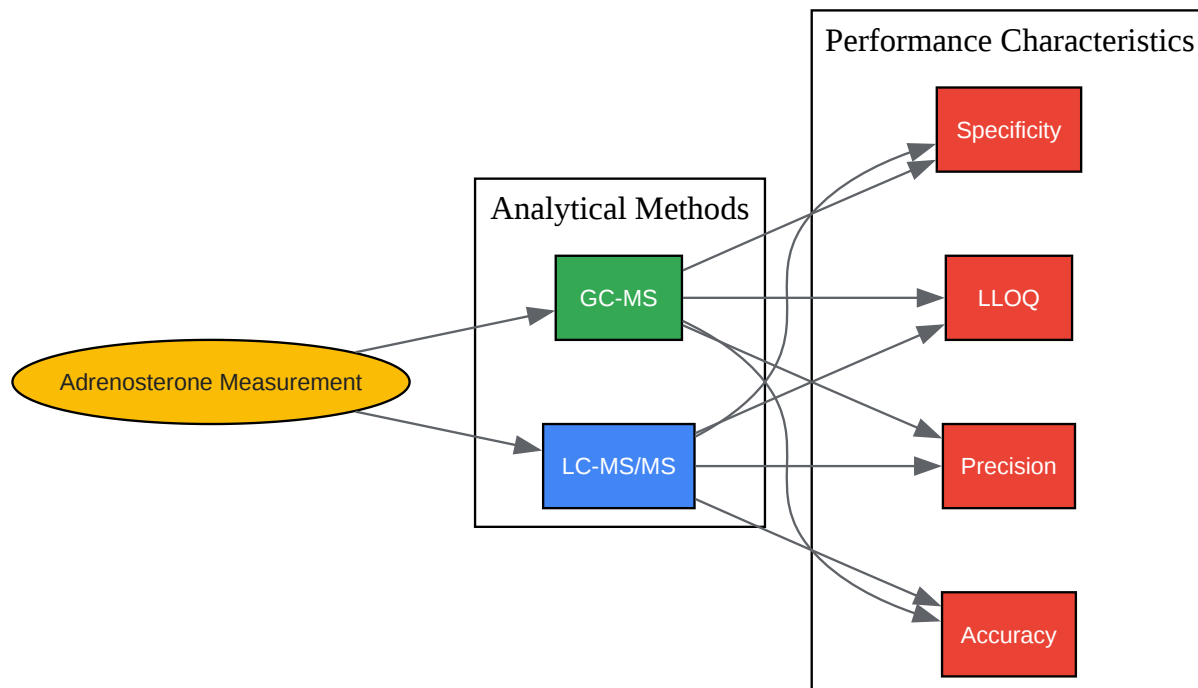 Performance Characteristics
Specificity
Analytical Methods
GC-MS
LLOQ
Adrenosterone Measurement
LC-MS/MS
Precision
Accuracy